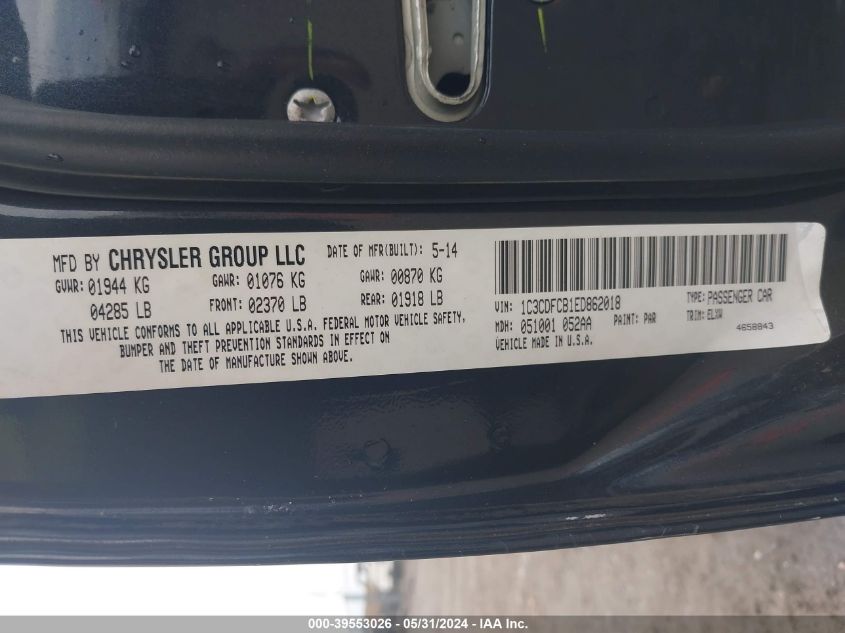 MFD BY CHRYSLER GROUP LLC DATE OF MFR(BUILT): 5-14
GVWR: 01944 KG GAWR: 01076 KG GAWR: 00870 KG
04285 LB FRONT: 02370 LB REAR: 01918 LB
THIS VEHICLE CONFORMS TO ALL APPLICABLE U.S.A. FEDERAL MOTOR VEHICLE SAFETY,
BUMPER AND THEFT PREVENTION STANDARDS IN EFFECT ON
THE DATE OF MANUFACTURE SHOWN ABOVE.
VIN: 1C3CDFCB1ED862018 TYPE: PASSENGER CAR
MDH: 051001 052AA PAINT: PAR TRIM: ELXW
VEHICLE MADE IN U.S.A. 4658843
000-39553026 - 05/31/2024 - IAA Inc.